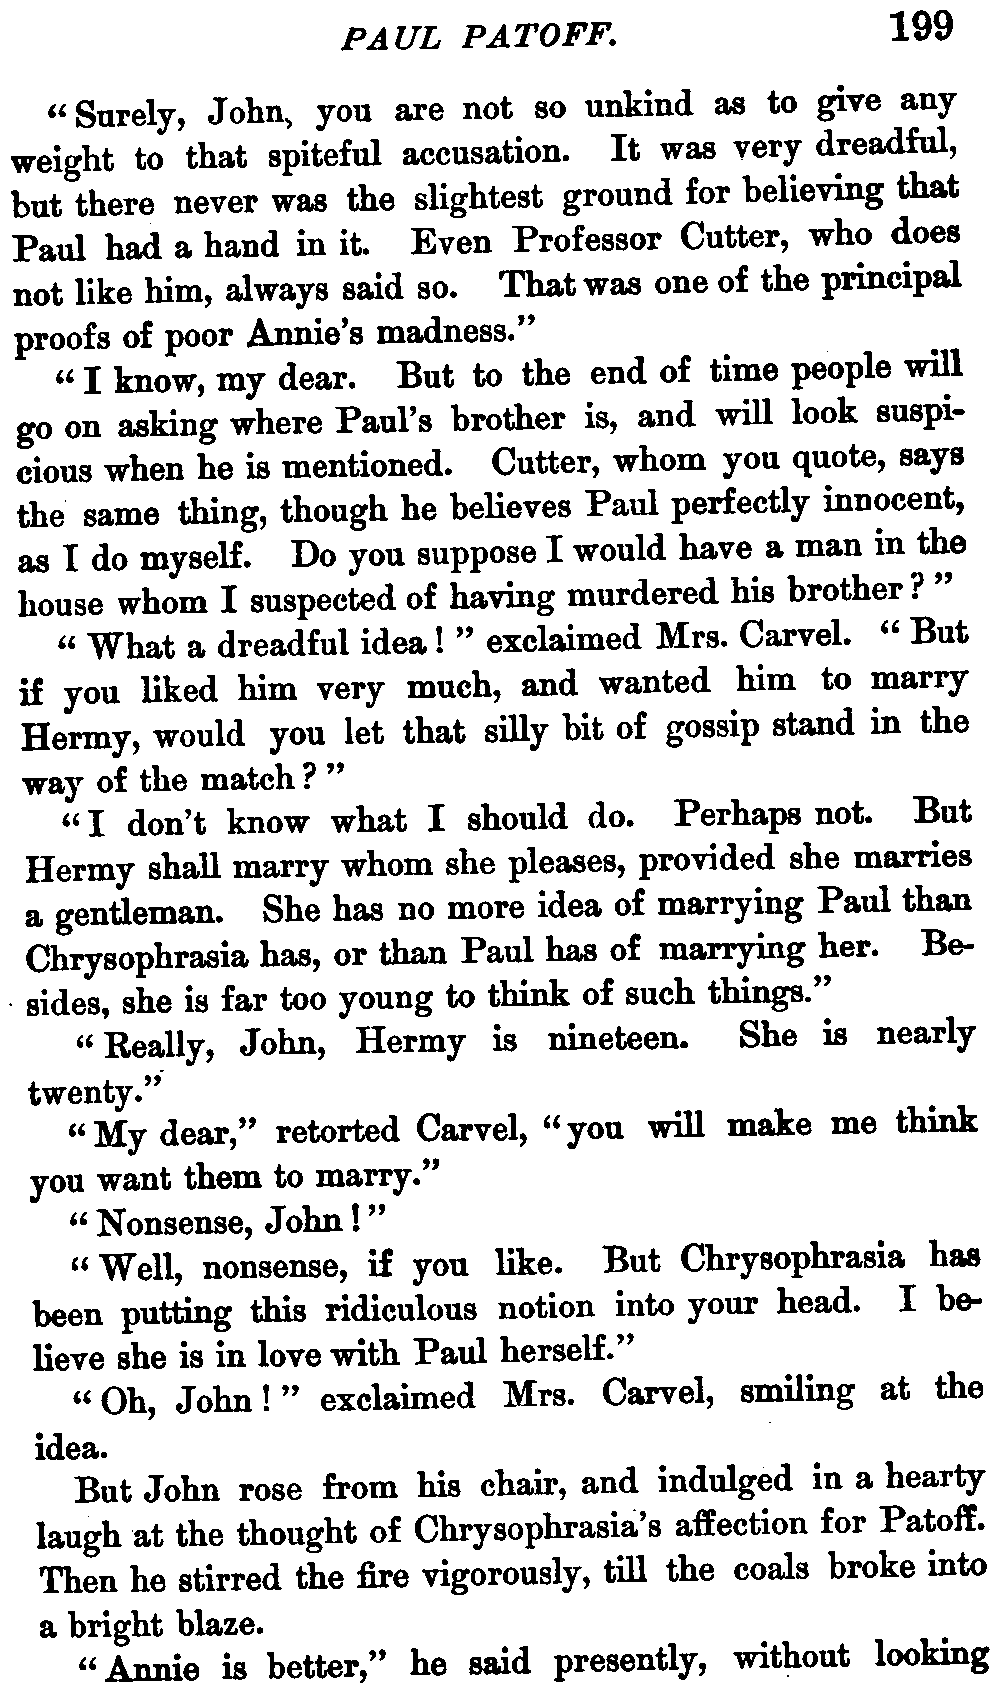 PAUL PATOFF. 199
“Surely, John, you are not so unkind as to give any
weight to that spiteful accusation. It was very dreadful,
but there never was the slightest ground for believing that
Paul had a hand in it. Even Professor Cutter, who does
not like him, always said so. That was one of the principal
proofs of poor Annie’s madness.”
“I know, my dear. But to the end of time people will
go on asking where Paul’s brother is, and will look suspi-
cious when he is mentioned. Cutter, whom you quote, says
the same thing, though he believes Paul perfectly innocent,
as I do myself. Do you suppose I would have a man in the
house whom I suspected of having murdered his brother?”
“What a dreadful idea!” exclaimed Mrs. Carvel. “But
if you liked him very much, and wanted him to marry
Hermy, would you let that silly bit of gossip stand in the
way of the match?”
“I don’t know what I should do. Perhaps not. But
Hermy shall marry whom she pleases, provided she marries
a gentleman. She has no more idea of marrying Paul than
Chrysophrasia has, or than Paul has of marrying her. Be-
sides, she is far too young to think of such things.”
“Really, John, Hermy is nineteen. She is nearly
twenty.”
“My dear,” retorted Carvel, “you will make me think
you want them to marry.”
“Nonsense, John!”
“Well, nonsense, if you like. But Chrysophrasia has
been putting this ridiculous notion into your head. I be-
lieve she is in love with Paul herself.”
“Oh, John!” exclaimed Mrs. Carvel, smiling at the
idea.
But John rose from his chair, and indulged in a hearty
laugh at the thought of Chrysophrasia’s affection for Patoff.
Then he stirred the fire vigorously, till the coals broke into
a bright blaze.
“Annie is better,” he said presently, without looking